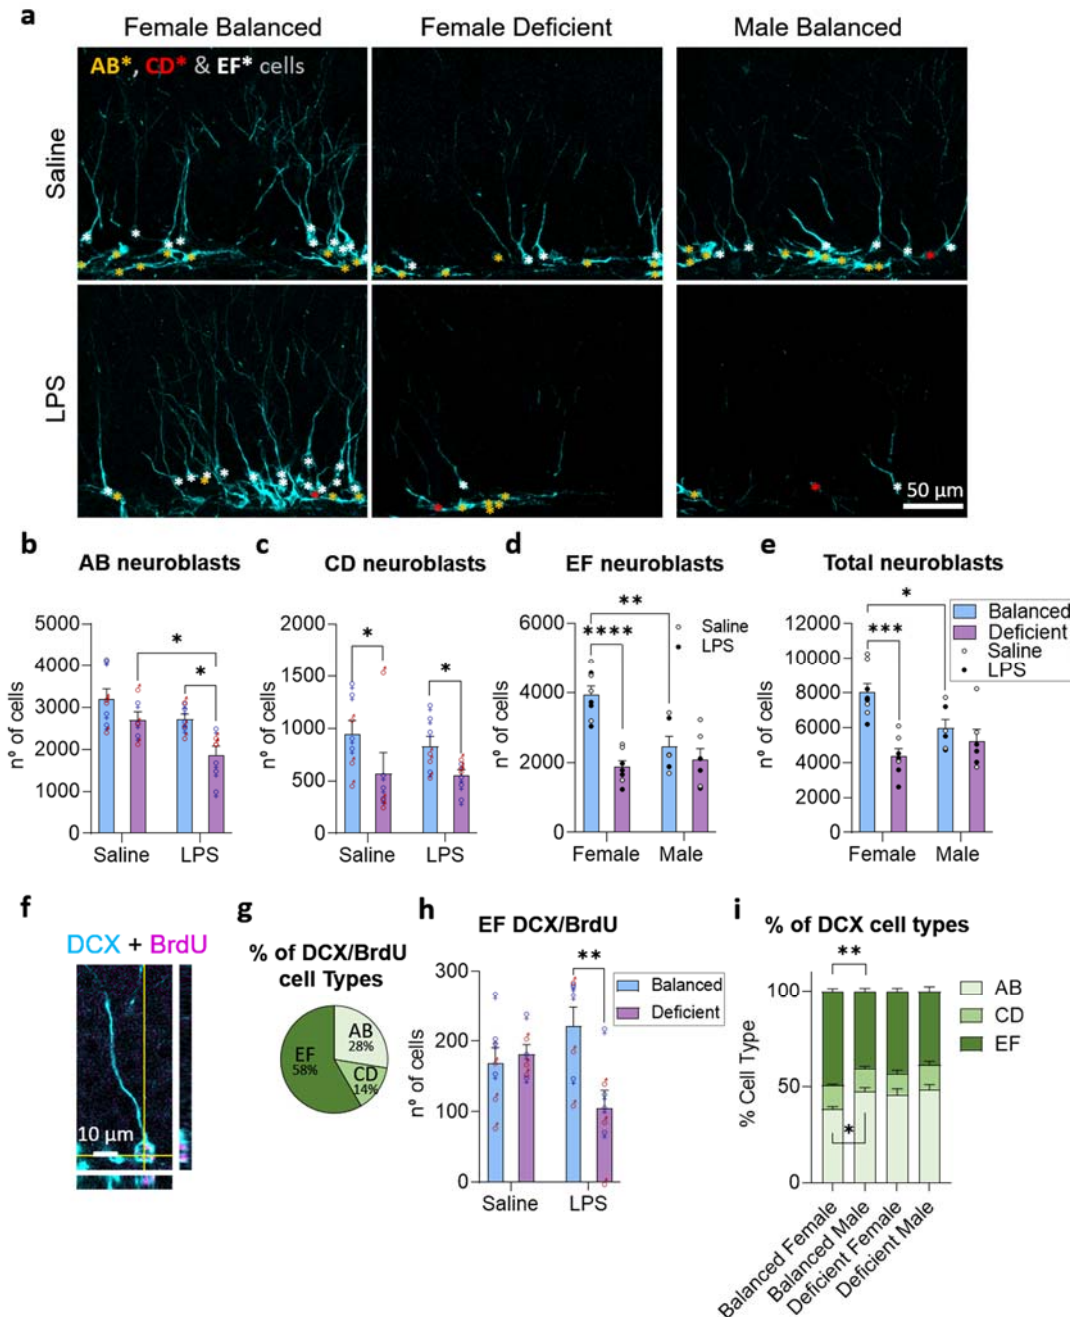 a
Female Balanced
Female Deficient
Male Balanced
AB*, CD* & EF* cells
Saline
LPS
50 µm
b
AB neuroblasts
nº of cells
5000
4000
3000
2000
1000
0
*
*
Saline
LPS
c
CD neuroblasts
nº of cells
2000
1500
1000
500
0
*
*
Saline
LPS
d
EF neuroblasts
nº of cells
6000
4000
2000
0
**
****
Saline
LPS
Female
Male
e
Total neuroblasts
nº of cells
12000
10000
8000
6000
4000
2000
0
*
***
Balanced
Deficient
Saline
LPS
Female
Male
f
DCX + BrdU
10 µm
g
% of DCX/BrdU
cell Types
AB
28%
CD
14%
EF
58%
h
EF DCX/BrdU
nº of cells
300
200
100
0
**
Balanced
Deficient
Saline
LPS
i
% of DCX cell types
% Cell Type
100
50
0
**
*
AB
CD
EF
Balanced Female
Balanced Male
Deficient Female
Deficient Male